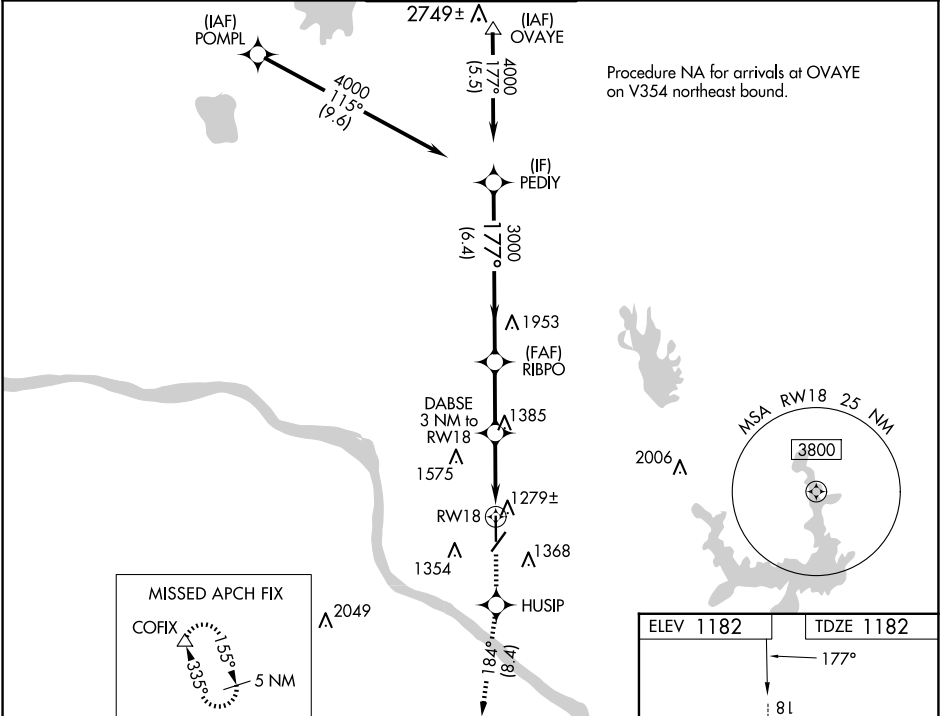 2749±
(IAF)
OVAYE
(IAF)
POMPL
4000
177°
(5.5)
Procedure NA for arrivals at OVAYE
on V354 northeast bound.
4000
115°
(9.6)
(IF)
PEDIY
3000
177°
(6.4)
1953
(FAF)
RIBPO
DABSE
3 NM to
RW18
1385
1575
MSA RW18 25 NM
3800
2006
1279±
RW18
1354
1368
MISSED APCH FIX
COFIX
155°
335°
5 NM
2049
HUSIP
184°
(8.4)
ELEV 1182
TDZE 1182
177°
18